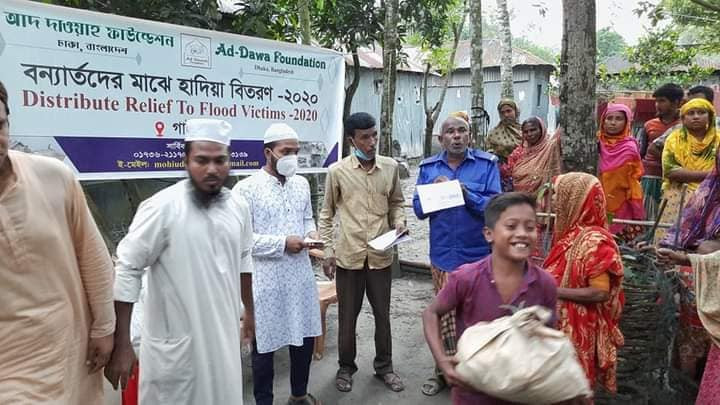 আদ দাওয়াহ ফাউন্ডেশন
ঢাকা, বাংলাদেশ
Ad-Dawa Foundation
Dhaka, Bangladesh
বন্যার্তদের মাঝে হাদিয়া বিতরণ -২০২০
Distribute Relief To Flood Victims -2020